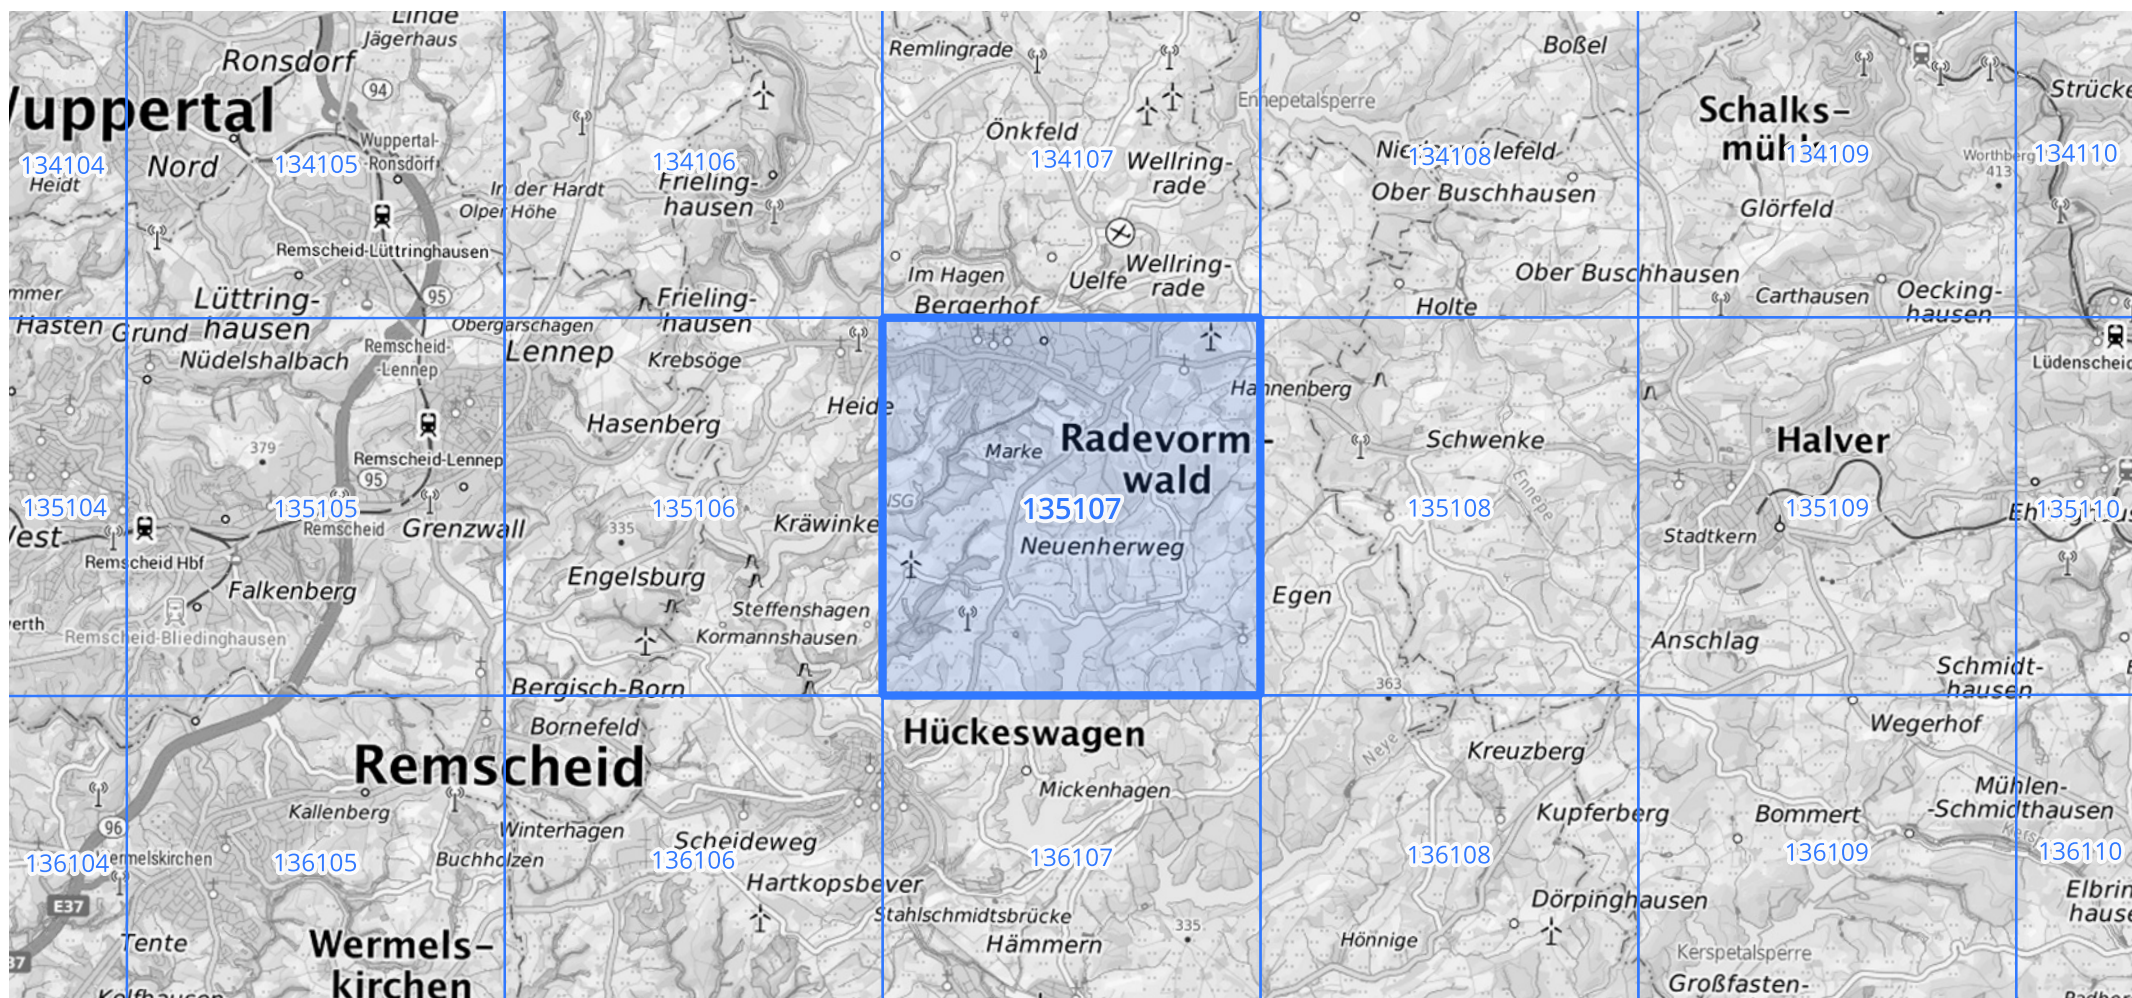 Linde
Jägerhaus
Ronsdorf
94
uppertal
Wuppertal-
-Ronsdorf
Nord
134104
134105
Heidt
Remscheid-Lüttringhausen
95
Lüttring-
hausen
In der Hardt
Olper Höhe
134106
Frieling-
hausen
Frieling-
hausen
Remlingrade
Önkfeld
134107
Wellring-
rade
Im Hagen
Uelfe
Wellring-
rade
Bergerhof
Ennepetalsperre
Boßel
134108
Ober Buschhausen
Ober Buschhausen
Holte
Schalks-
134109
Worthberg
413
134110
Glörfeld
Carthausen
Oecking-
hausen
Hasten
Grund
Nüdelshalbach
Obergarschagen
Remscheid-
-Lennep
Lennep
Krebsöge
Heide
Hasenberg
379
Remscheid-Lennep
95
135104
135105
Remscheid
Grenzwall
Remscheid Hbf
Falkenberg
Remscheid-Bliedinghausen
135106
335
Kräwinke
Engelsburg
Steffenshagen
Kormannshausen
Bergisch-Born
Marke
Radevorm-
wald
NSG
135107
Neuenherweg
Hahnenberg
Schwenke
135108
Ennepe
Egen
363
Lüdenscheid
Halver
135109
135110
Stadtkern
Anschlag
Schmidt-
hausen
Bornefeld
Remscheid
Kallenberg
96
136104
136105
Buchholzen
Winterhagen
Scheideweg
136106
Hartkopsbever
E37
37
Tente
Wermels-
kirchen
Hückeswagen
Mickenhagen
136107
Stahlschmidtsbrücke
Hämmern
335
Neye
Kreuzberg
Kupferberg
136108
Dörpinghausen
Hönnige
Wegerhof
Mühlen-
-Schmidthausen
Bommert
136109
136110
Kerspetalsperre
Großfasten-